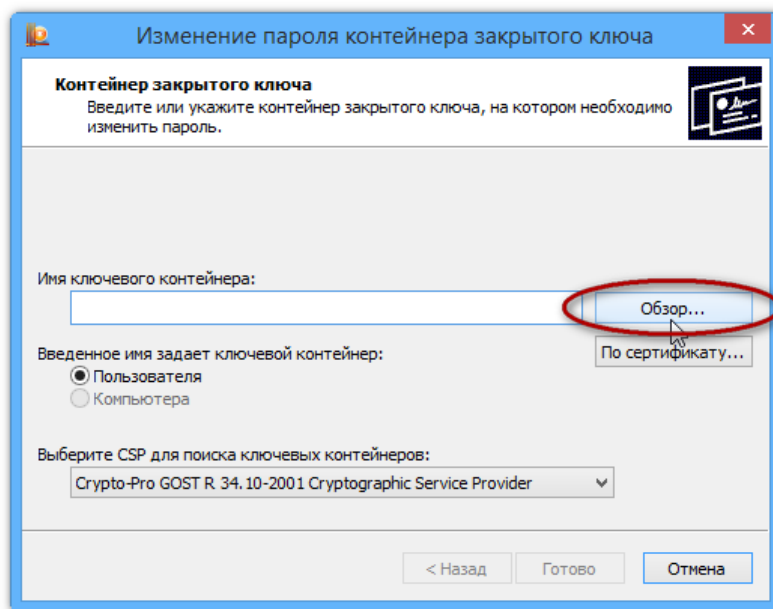 Изменение пароля контейнера закрытого ключа
Контейнер закрытого ключа
Введите или укажите контейнер закрытого ключа, на котором необходимо
изменить пароль.
Имя ключевого контейнера:
Обзор...
Введенное имя задает ключевой контейнер:
По сертификату...
Пользователя
Компьютера
Выберите CSP для поиска ключевых контейнеров:
Crypto-Pro GOST R 34.10-2001 Cryptographic Service Provider
< Назад Готово Отмена